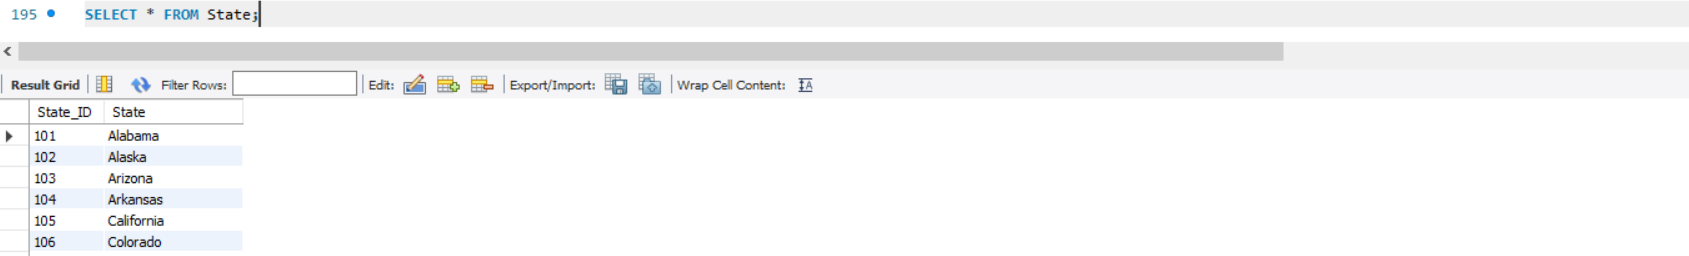 195 SELECT * FROM State;
Result Grid Filter Rows: Edit: Export/Import: Wrap Cell Content:
State_ID State
101 Alabama
102 Alaska
103 Arizona
104 Arkansas
105 California
106 Colorado